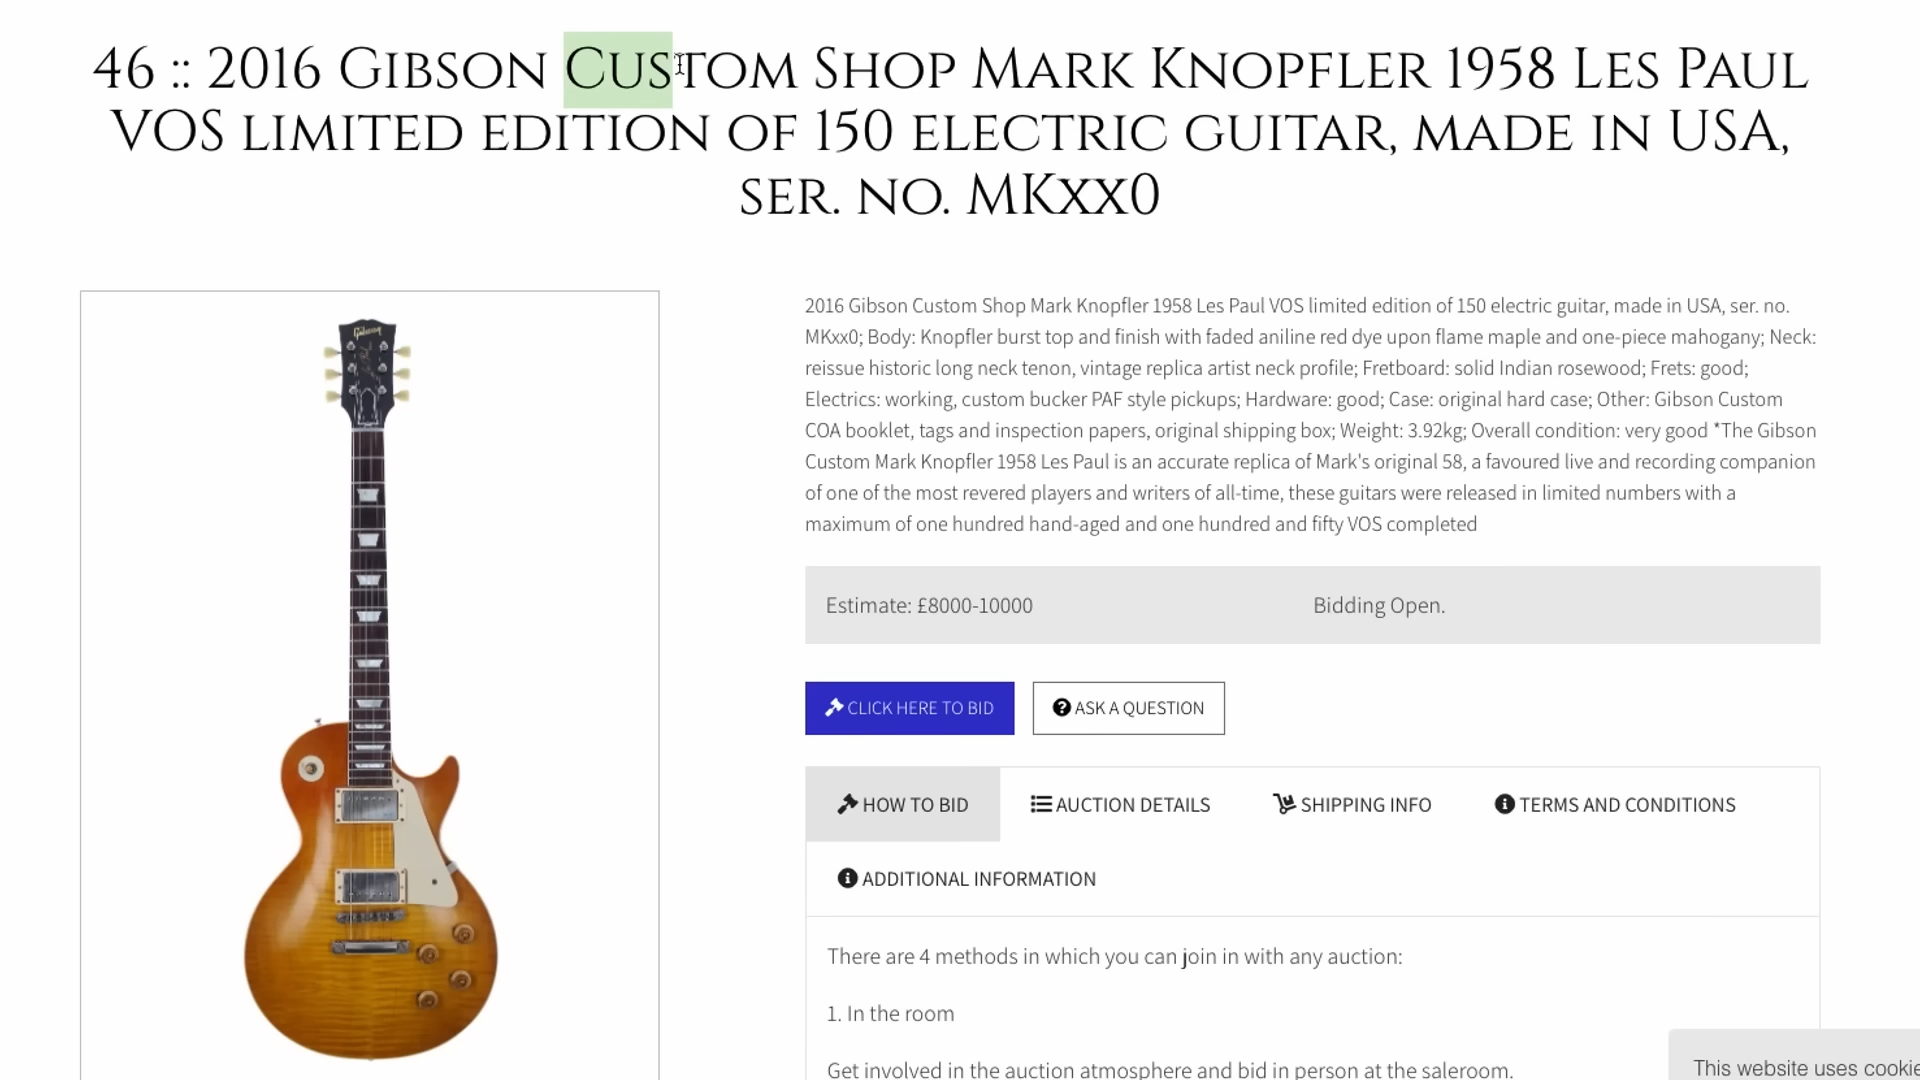 46 :: 2016 Gibson Custom Shop Mark Knopfler 1958 Les Paul
VOS limited edition of 150 electric guitar, made in USA,
ser. no. MKxx0
Gibson
2016 Gibson Custom Shop Mark Knopfler 1958 Les Paul VOS limited edition of 150 electric guitar, made in USA, ser. no.
MKxx0; Body: Knopfler burst top and finish with faded aniline red dye upon flame maple and one-piece mahogany; Neck:
reissue historic long neck tenon, vintage replica artist neck profile; Fretboard: solid Indian rosewood; Frets: good;
Electrics: working, custom bucker PAF style pickups; Hardware: good; Case: original hard case; Other: Gibson Custom
COA booklet, tags and inspection papers, original shipping box; Weight: 3.92kg; Overall condition: very good *The Gibson
Custom Mark Knopfler 1958 Les Paul is an accurate replica of Mark's original 58, a favoured live and recording companion
of one of the most revered players and writers of all-time, these guitars were released in limited numbers with a
maximum of one hundred hand-aged and one hundred and fifty VOS completed
Estimate: £8000-10000
Bidding Open.
CLICK HERE TO BID
ASK A QUESTION
HOW TO BID
AUCTION DETAILS
SHIPPING INFO
TERMS AND CONDITIONS
ADDITIONAL INFORMATION
There are 4 methods in which you can join in with any auction:
1. In the room
Get involved in the auction atmosphere and bid in person at the saleroom.
This website uses cookie